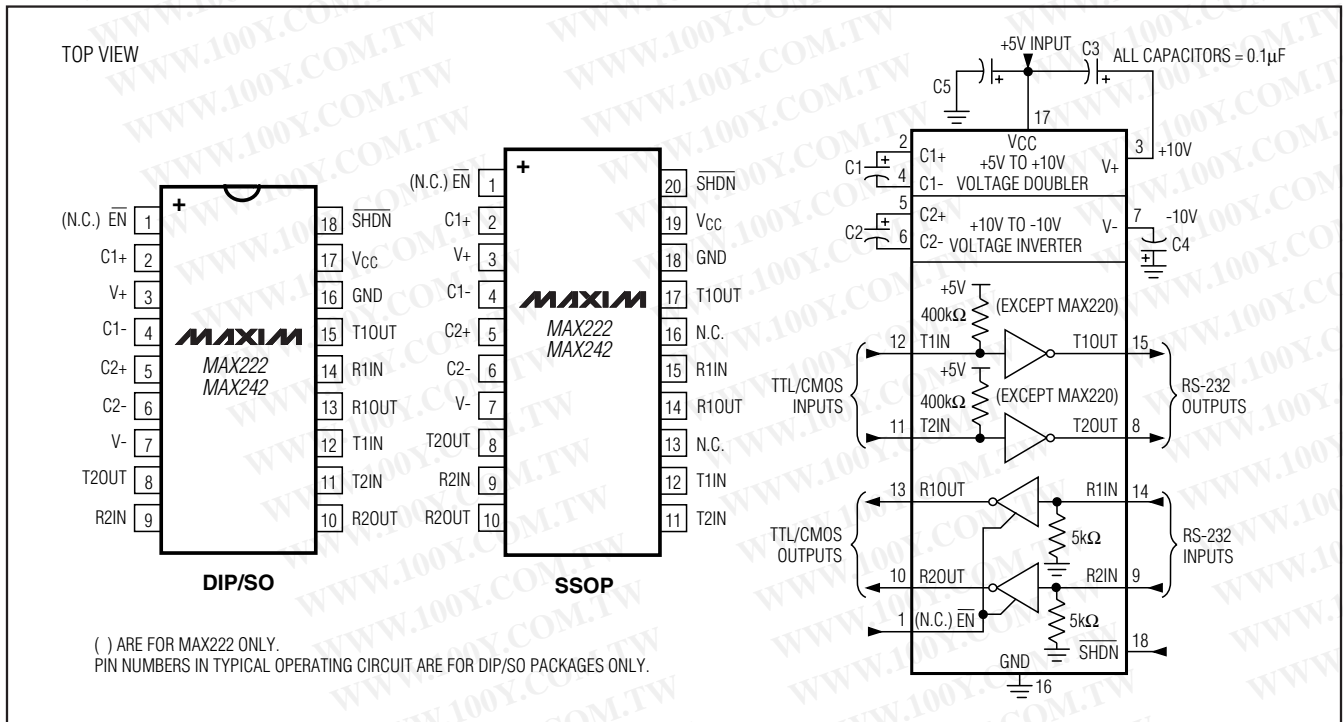 TOP VIEW
+
(N.C.) EN 1
C1+ 2
V+ 3
C1- 4
C2+ 5
C2- 6
V- 7
T2OUT 8
R2IN 9
18 SHDN
17 VCC
16 GND
15 T1OUT
14 R1IN
13 R1OUT
12 T1IN
11 T2IN
10 R2OUT
MAXIM
MAX222
MAX242
DIP/SO
+
(N.C.) EN 1
C1+ 2
V+ 3
C1- 4
C2+ 5
C2- 6
V- 7
T2OUT 8
R2IN 9
R2OUT 10
20 SHDN
19 VCC
18 GND
17 T1OUT
16 N.C.
15 R1IN
14 R1OUT
13 N.C.
12 T1IN
11 T2IN
MAXIM
MAX222
MAX242
SSOP
( ) ARE FOR MAX222 ONLY.
PIN NUMBERS IN TYPICAL OPERATING CIRCUIT ARE FOR DIP/SO PACKAGES ONLY.
+5V INPUT
C3
ALL CAPACITORS = 0.1µF
C5
17
VCC
2 C1+
C1
4 C1-
+5V TO +10V
VOLTAGE DOUBLER
V+ 3 +10V
5 C2+
C2
6 C2-
+10V TO -10V
VOLTAGE INVERTER
V- 7 -10V
C4
+5V
400kΩ
(EXCEPT MAX220)
12 T1IN
T1OUT 15
+5V
400kΩ
(EXCEPT MAX220)
11 T2IN
T2OUT 8
TTL/CMOS
INPUTS
RS-232
OUTPUTS
13 R1OUT
R1IN 14
5kΩ
10 R2OUT
R2IN 9
5kΩ
TTL/CMOS
OUTPUTS
RS-232
INPUTS
1 (N.C.) EN
SHDN 18
GND
16
WWW.100Y.COM.TW